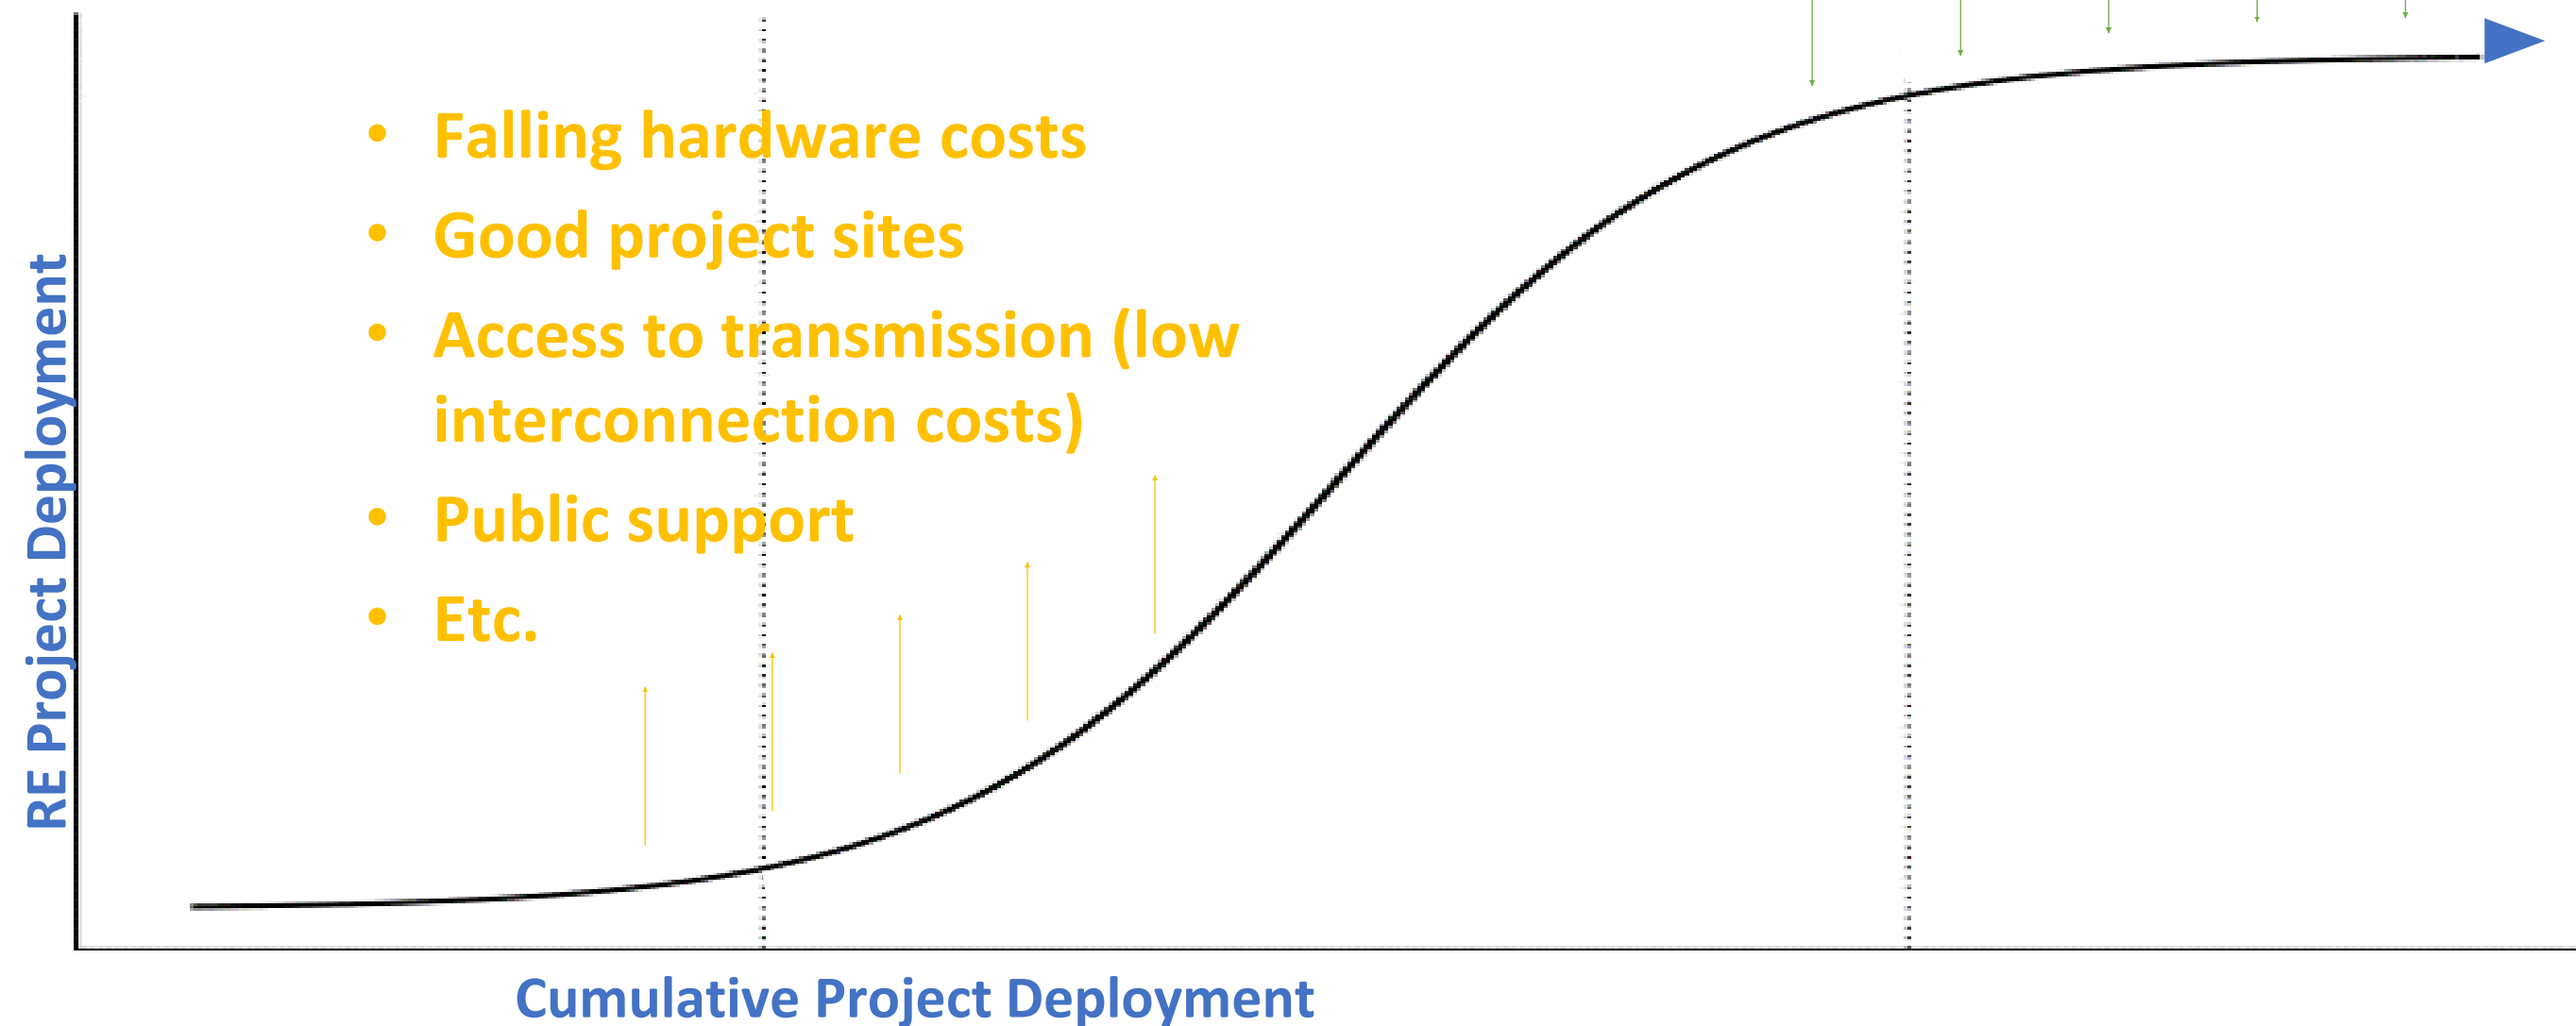 • Falling hardware costs
• Good project sites
• Access to transmission (low
interconnection costs)
• Public support
• Etc.
RE Project Deployment
Cumulative Project Deployment